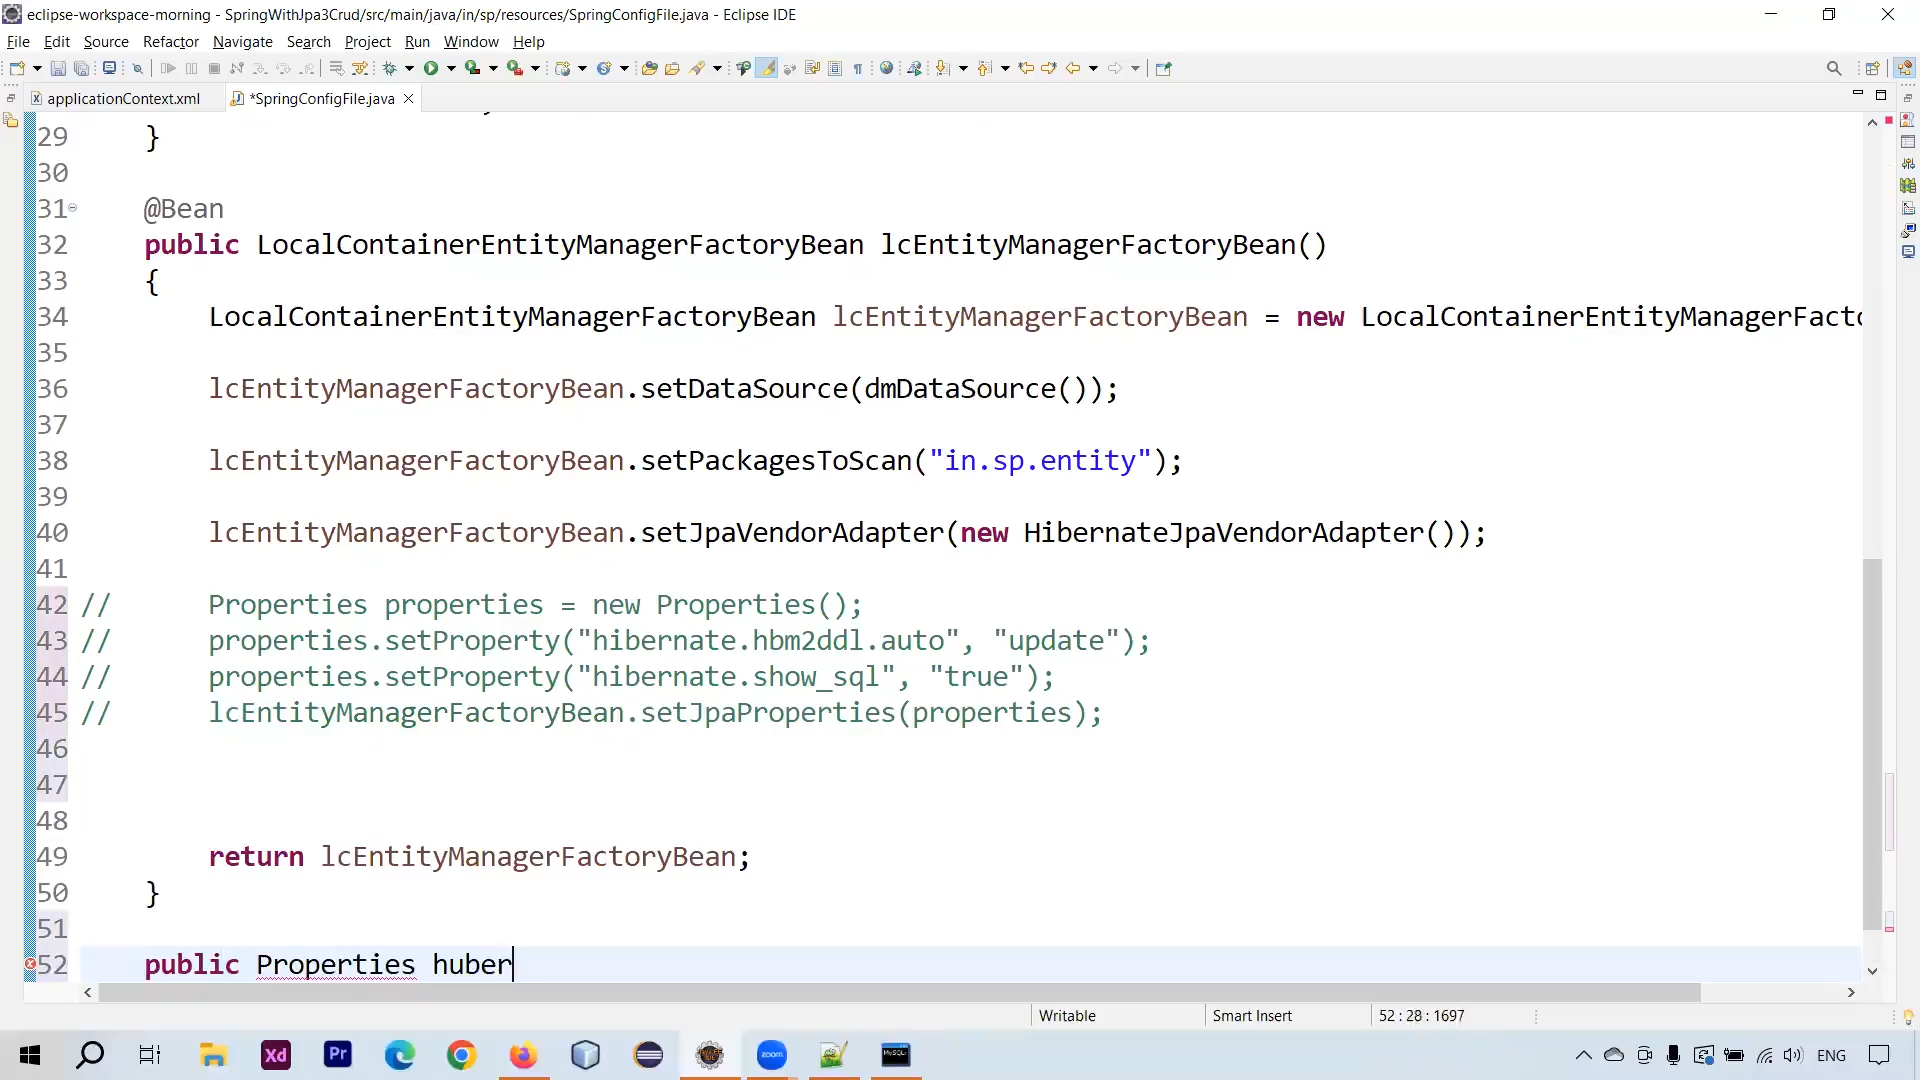 eclipse-workspace-morning - SpringWithJpa3Crud/src/main/java/in/sp/resources/SpringConfigFile.java - Eclipse IDE
File Edit Source Refactor Navigate Search Project Run Window Help
applicationContext.xml *SpringConfigFile.java
29 }
30
31 @Bean
32 public LocalContainerEntityManagerFactoryBean lcEntityManagerFactoryBean()
33 {
34 LocalContainerEntityManagerFactoryBean lcEntityManagerFactoryBean = new LocalContainerEntityManagerFacto
35
36 lcEntityManagerFactoryBean.setDataSource(dmDataSource());
37
38 lcEntityManagerFactoryBean.setPackagesToScan("in.sp.entity");
39
40 lcEntityManagerFactoryBean.setJpaVendorAdapter(new HibernateJpaVendorAdapter());
41
42 // Properties properties = new Properties();
43 // properties.setProperty("hibernate.hbm2ddl.auto", "update");
44 // properties.setProperty("hibernate.show_sql", "true");
45 // lcEntityManagerFactoryBean.setJpaProperties(properties);
46
47
48
49 return lcEntityManagerFactoryBean;
50 }
51
52 public Properties huber
Writable Smart Insert 52 : 28 : 1697
Xd Pr zoom MySQL ENG